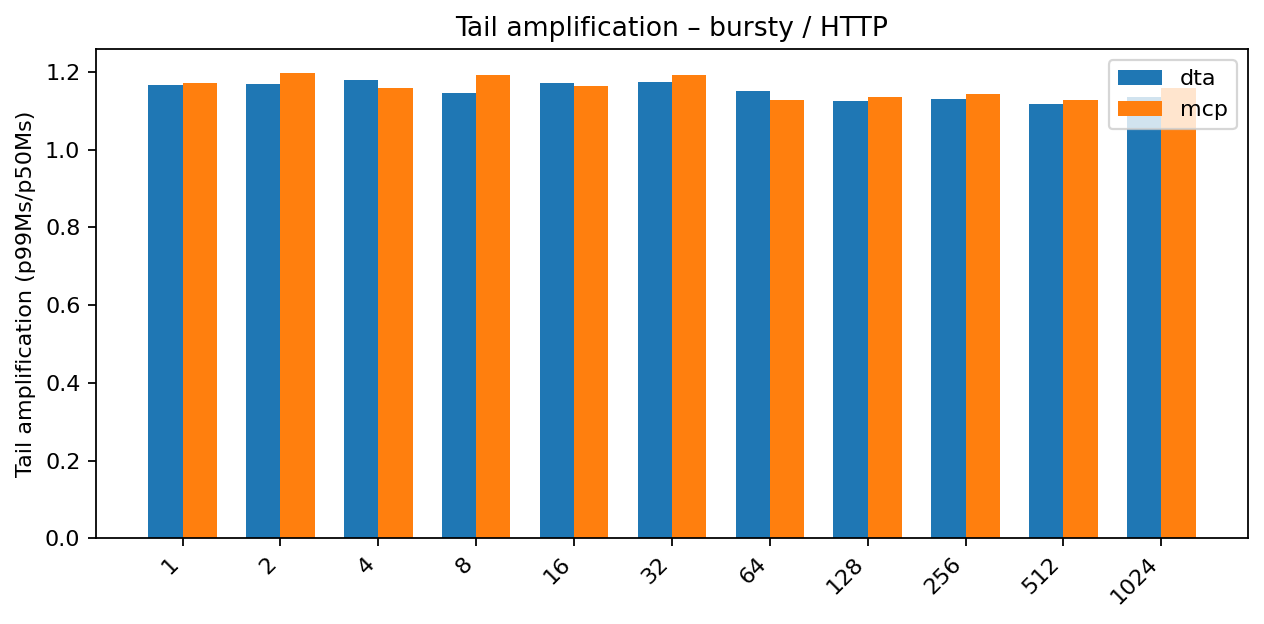 Tail amplification – bursty / HTTP
Tail amplification (p99Ms/p50Ms)
1.2
1.0
0.8
0.6
0.4
0.2
0.0
dta
mcp
1 2 4 8 16 32 64 128 256 512 1024